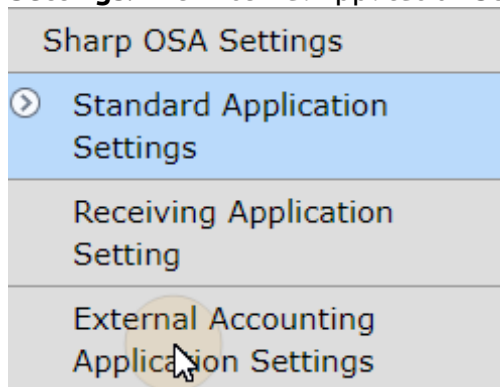 Sharp OSA Settings
Standard Application
Settings
Receiving Application
Setting
External Accounting
Application Settings